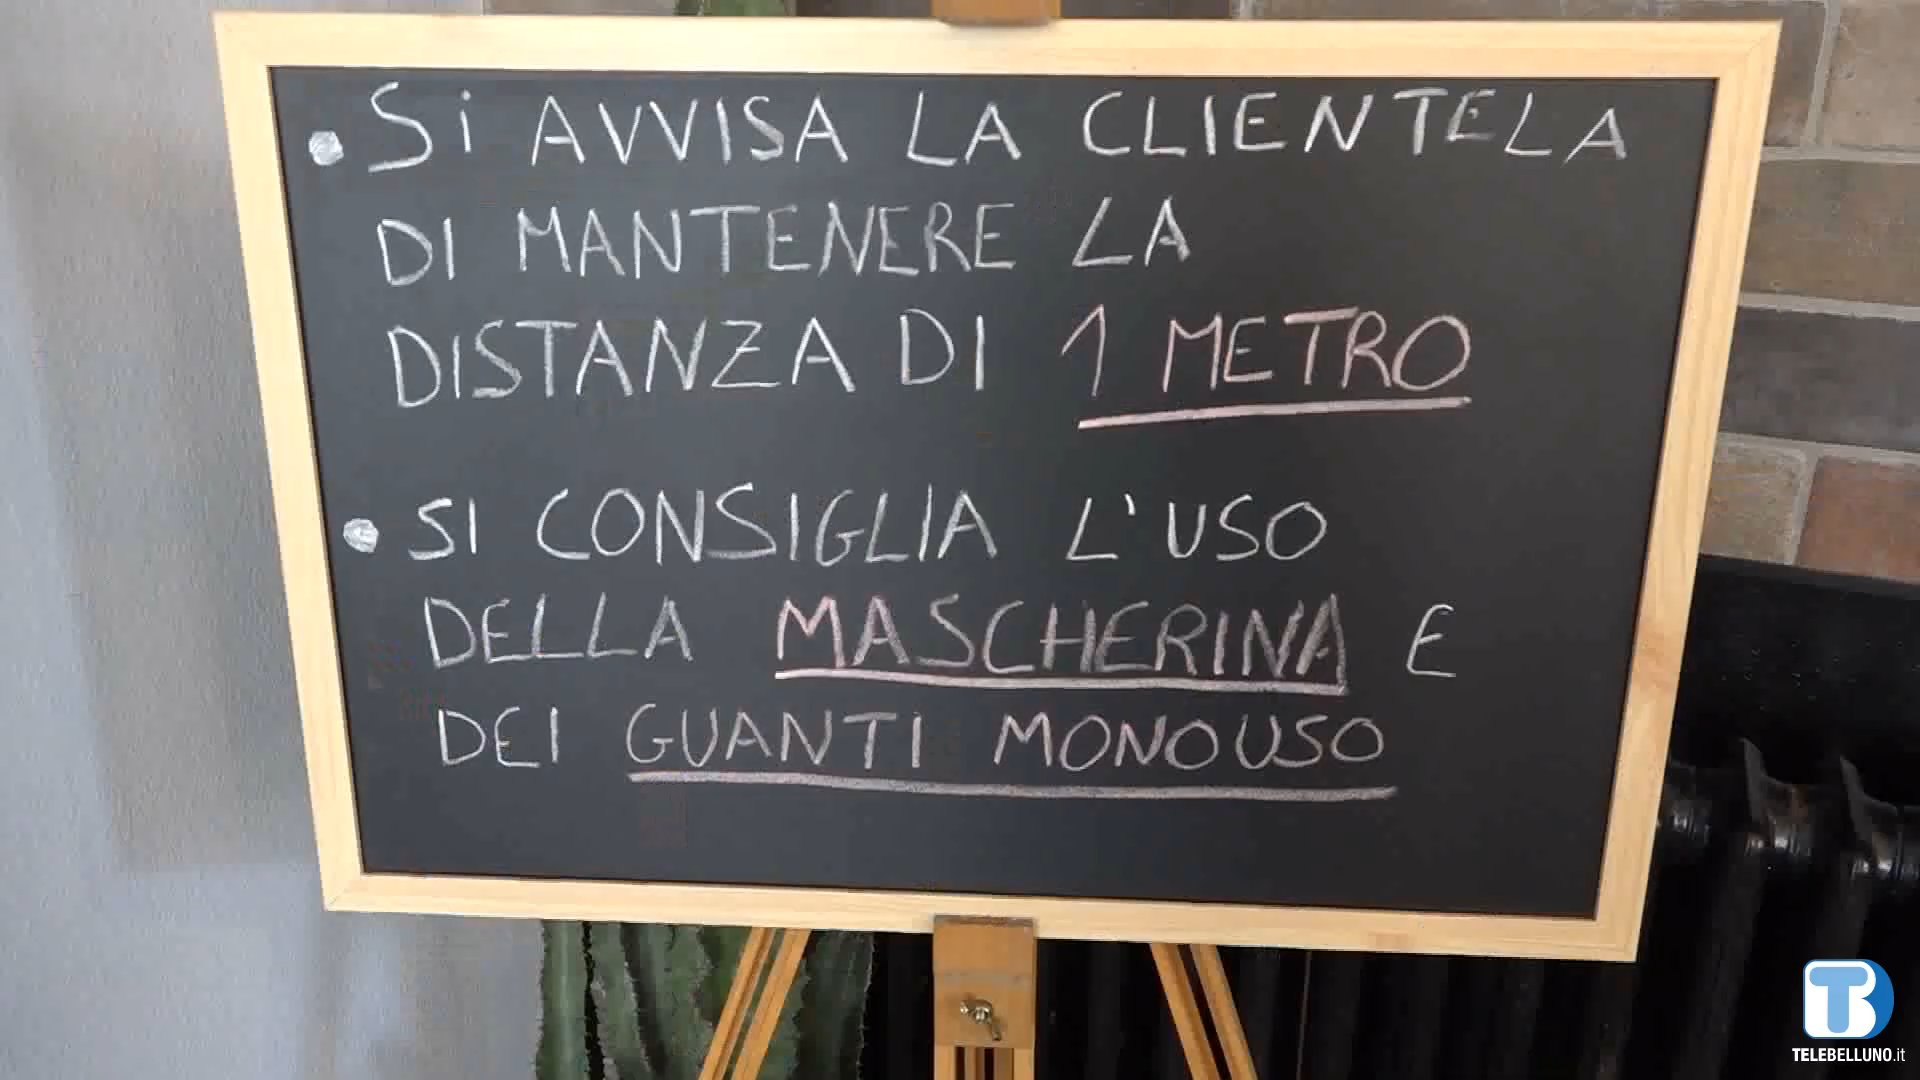 • Si AVVISA LA CLIENTELA
DI MANTENERE LA
DISTANZA DI 1 METRO
• SI CONSIGLIA L'USO
DELLA MASCHERINA E
DEI GUANTI MONOUSO
TB
TELEBELLUNO.it